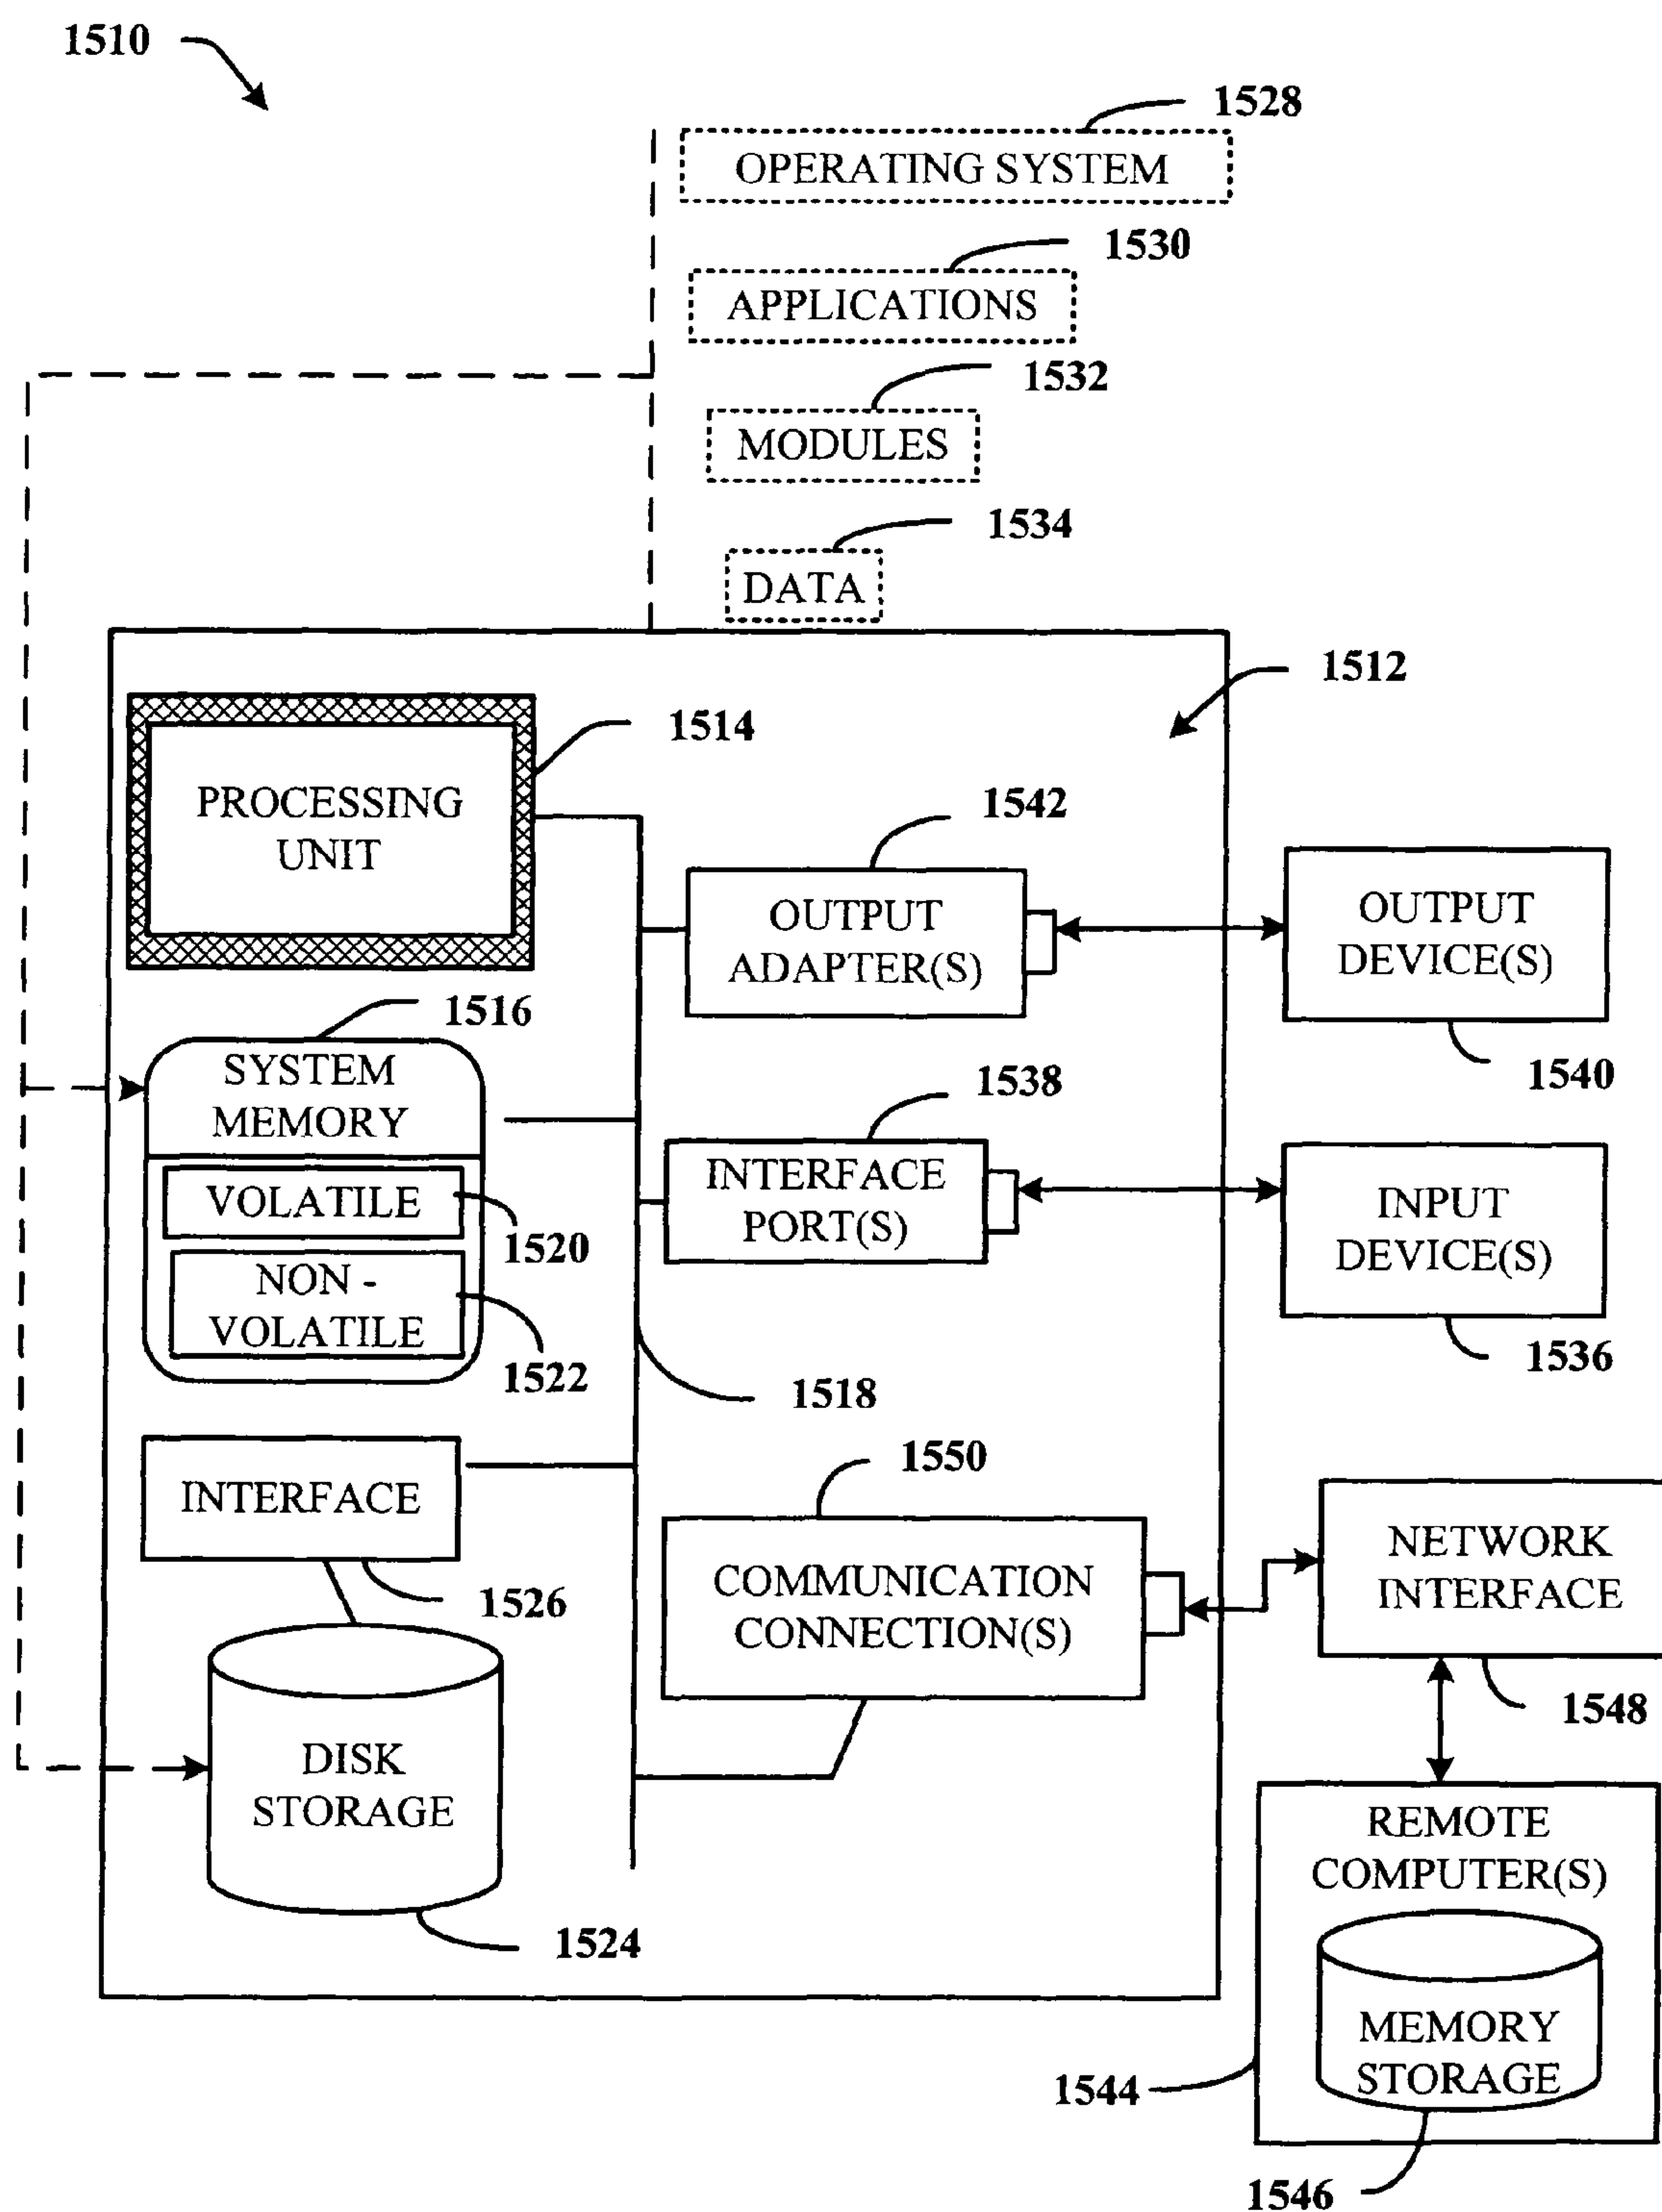 1510
1528
OPERATING SYSTEM
1530
APPLICATIONS
1532
MODULES
1534
DATA
1512
1514
PROCESSING
UNIT
1542
OUTPUT
ADAPTER(S)
OUTPUT
DEVICE(S)
1540
1516
SYSTEM
MEMORY
VOLATILE
1520
NON -
VOLATILE
1522
1538
INTERFACE
PORT(S)
INPUT
DEVICE(S)
1536
1518
INTERFACE
1526
1550
COMMUNICATION
CONNECTION(S)
NETWORK
INTERFACE
1548
DISK
STORAGE
1524
REMOTE
COMPUTER(S)
MEMORY
STORAGE
1544
1546